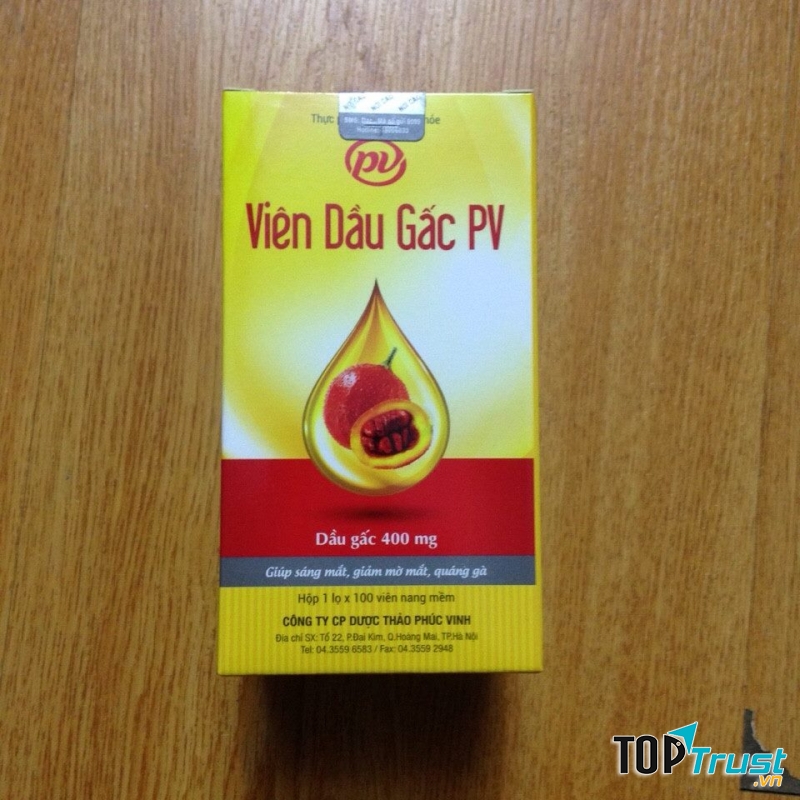 Thực
pv
Viên Dầu Gấc PV
Dầu gấc 400 mg
Giúp sáng mắt, giảm mờ mắt, quáng gà
Hộp 1 lọ x 100 viên nang mềm
CÔNG TY CP DƯỢC THẢO PHÚC VINH
Địa chỉ SX: Tổ 22, P.Đại Kim, Q.Hoàng Mai, TP.Hà Nội
Tel: 04.3559 6583 / Fax: 04.3559 2948
TOPTrust.vn